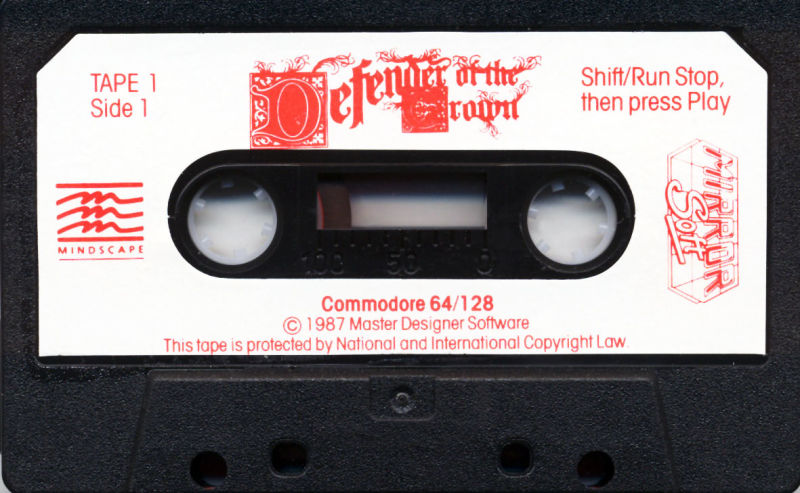 TAPE 1
Side 1
Defender of the
Crown
Shift/Run Stop,
then press Play
MINDSCAPE
MIRROR
SOFT
100 50 0
Commodore 64/128
© 1987 Master Designer Software
This tape is protected by National and International Copyright Law